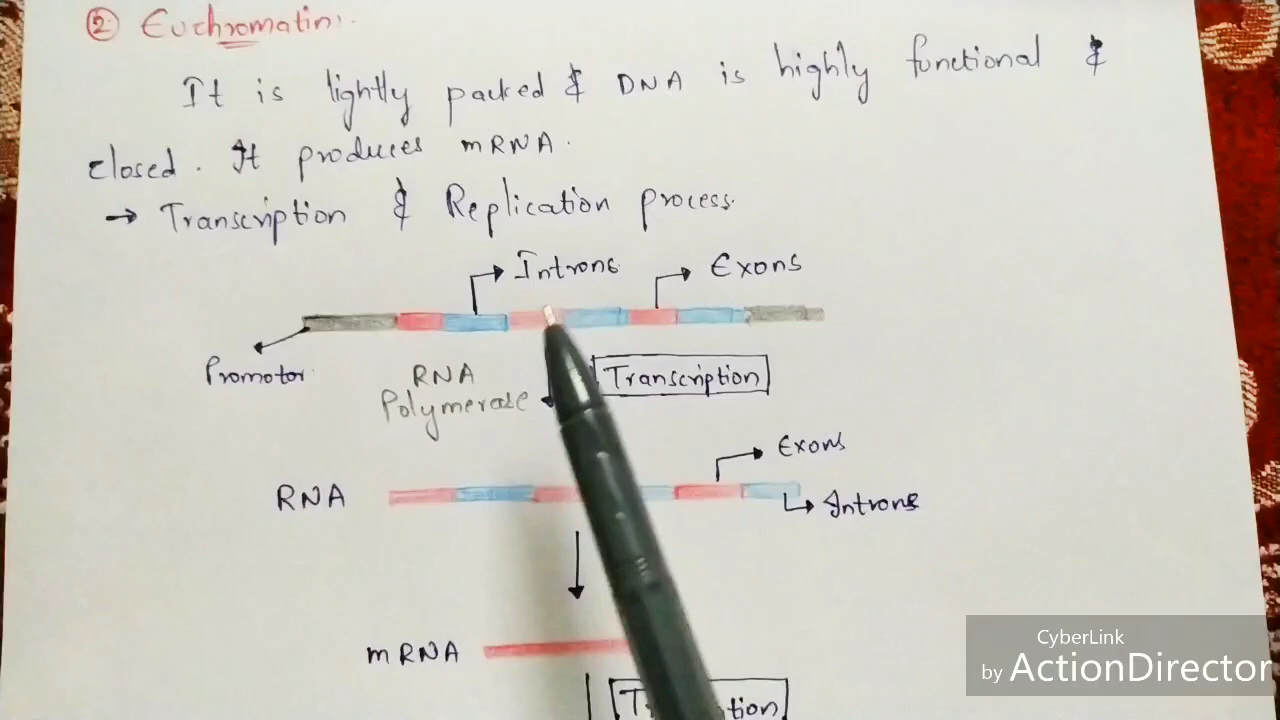 ② Euchromatin:
It is lightly packed & DNA is highly functional &
closed. It produces mRNA.
→ Transcription & Replication process.
Introns Exons
Promotor
RNA Polymerase
Transcription
Exons
RNA
Introns
mRNA
CyberLink
by ActionDirector